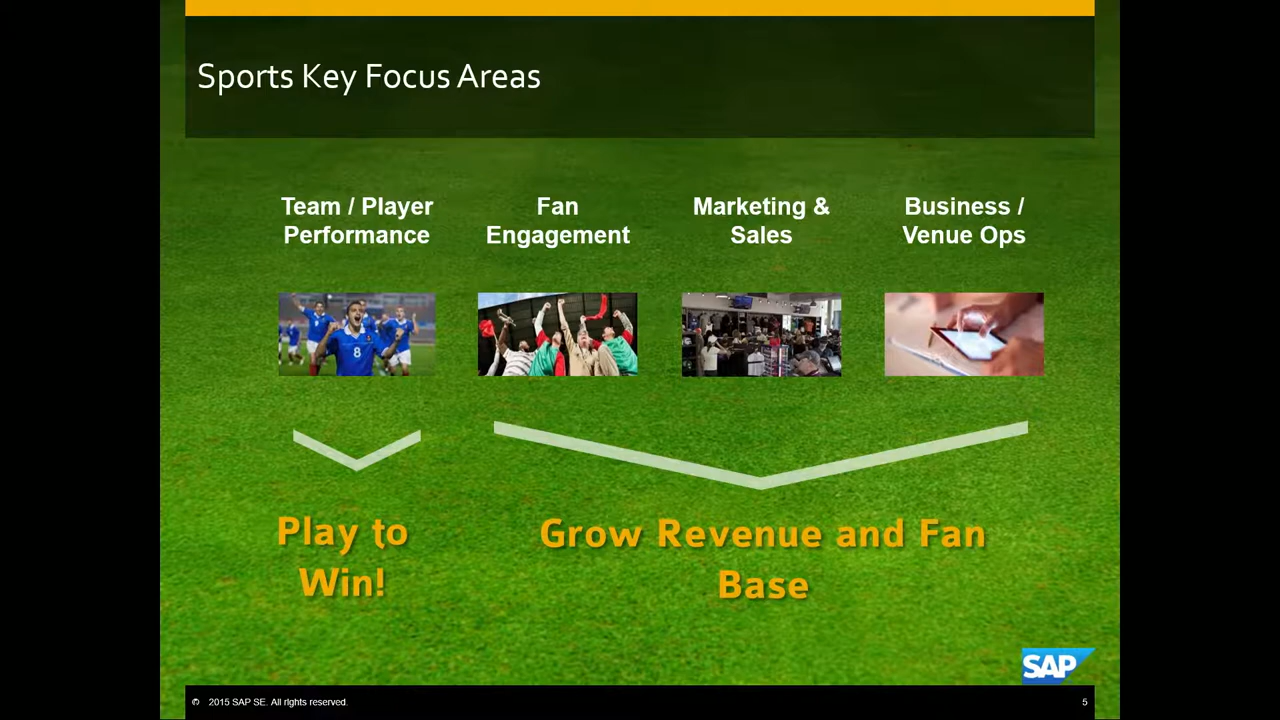 Sports Key Focus Areas
Team / Player
Performance
Fan
Engagement
Marketing &
Sales
Business /
Venue Ops
8
Play to
Win!
Grow Revenue and Fan
Base
SAP
© 2015 SAP SE. All rights reserved.
5